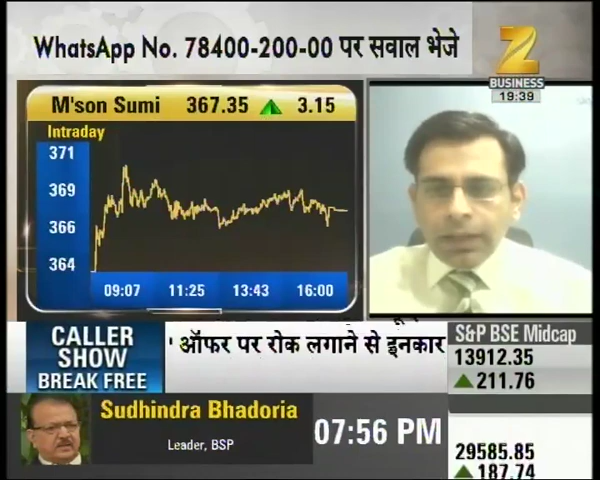 WhatsApp No. 78400-200-00 पर सवाल भेजे
Z
BUSINESS
19:39
M'son Sumi 367.35 3.15
Intraday
371
369
366
364
09:07 11:25 13:43 16:00
CALLER
SHOW
BREAK FREE
' ऑफर पर रोक लगाने से इनकार
S&P BSE Midcap
13912.35
211.76
Sudhindra Bhadoria
Leader, BSP
07:56 PM
29585.85
187.74